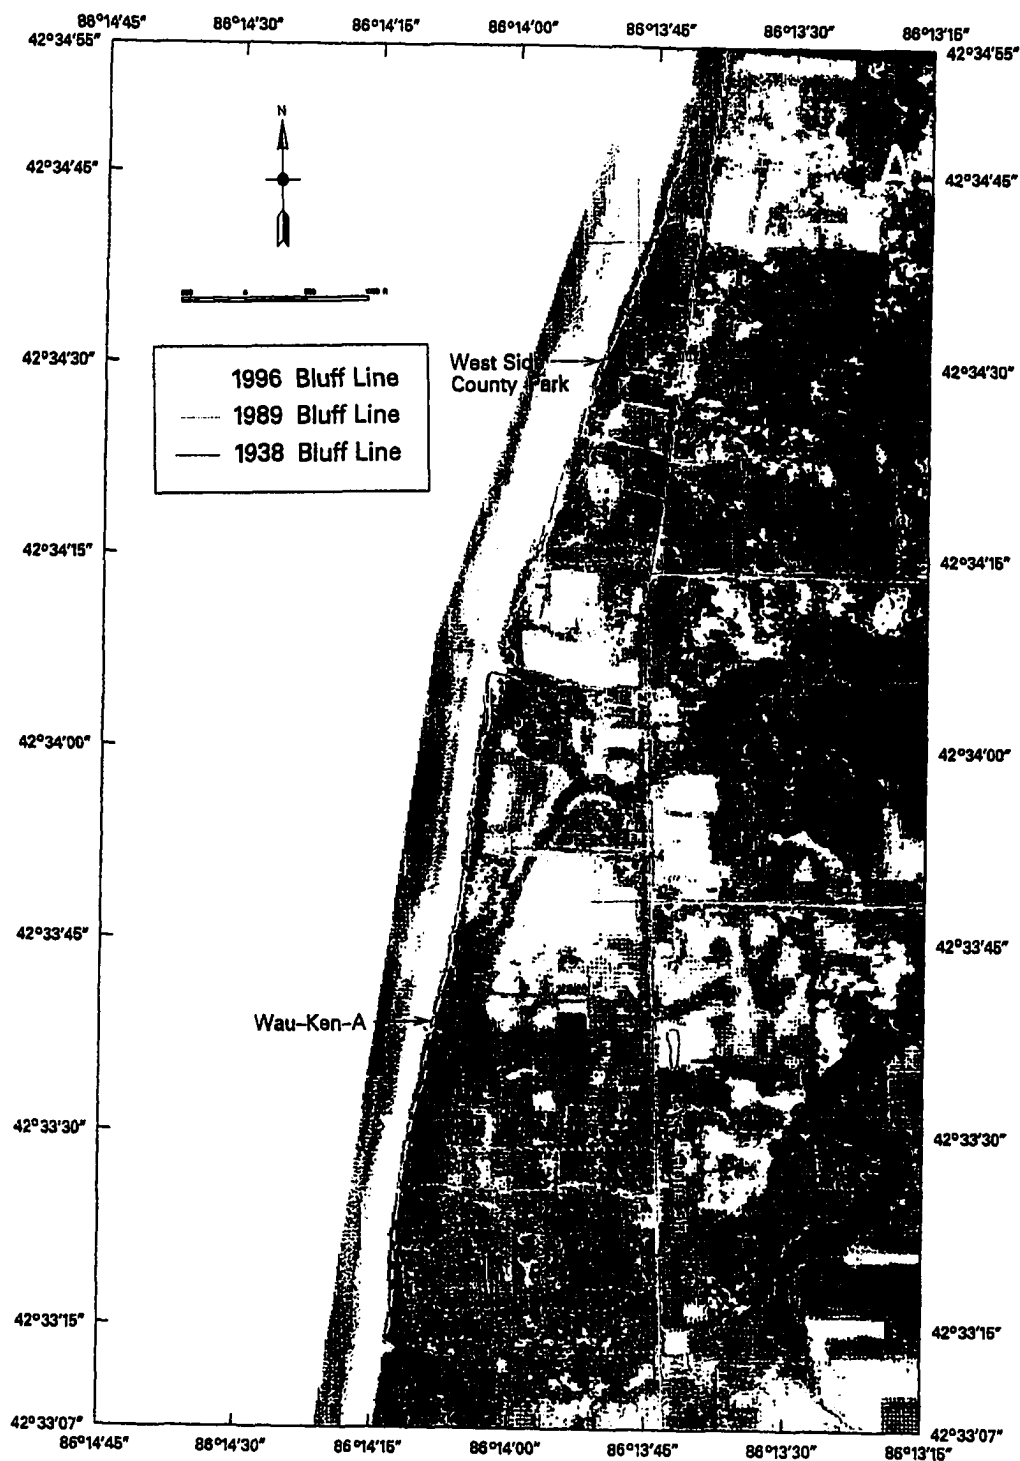 86°14'45" 86°14'30" 86°14'15" 86°14'00" 86°13'45" 86°13'30" 86°13'15"
42°34'55" 42°34'55"
N
42°34'45" 42°34'45"
42°34'30" 42°34'30"
West Side
County Park
1996 Bluff Line
1989 Bluff Line
1938 Bluff Line
42°34'15" 42°34'15"
42°34'00" 42°34'00"
42°33'45" 42°33'45"
Wau-Ken-A
42°33'30" 42°33'30"
42°33'15" 42°33'15"
42°33'07" 42°33'07"
86°14'45" 86°14'30" 86°14'15" 86°14'00" 86°13'45" 86°13'30" 86°13'15"